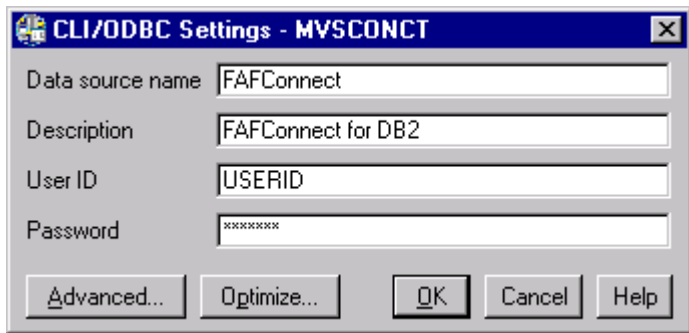 CLI/ODBC Settings - MVSCONCT
Data source name FAFConnect
Description FAFConnect for DB2
User ID USERID
Password *******
Advanced... Optimize... OK Cancel Help